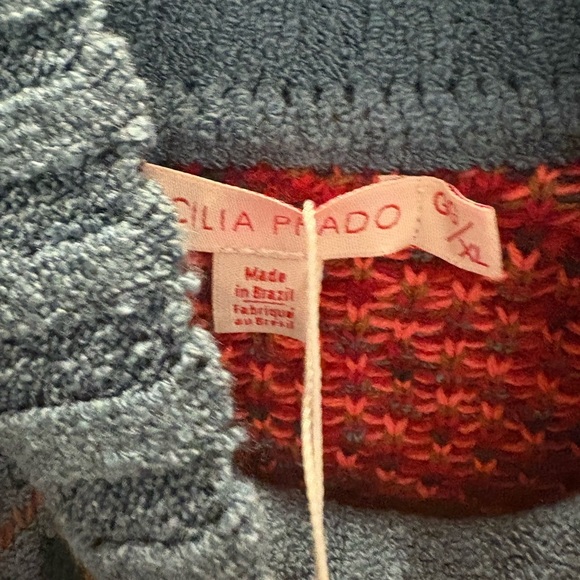 CILIA PRADO
GG/XL
Made
in Brazil
Fabriqué
au Brésil